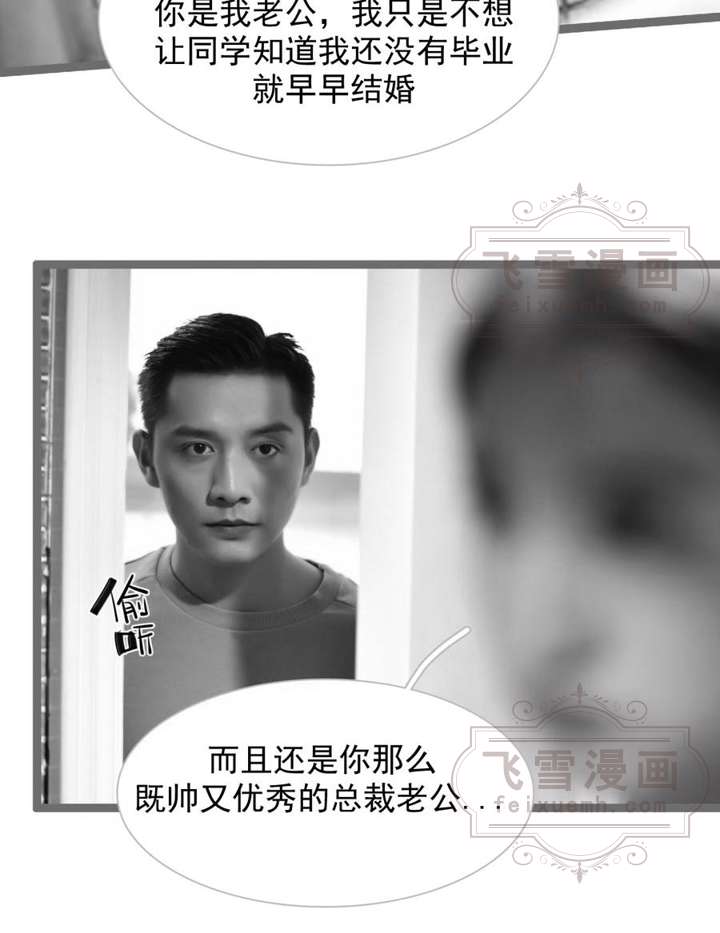 你是我老公，我只是不想
让同学知道我还没有毕业
就早早结婚
飞雪漫画
feixuemh.com
偷
听
而且还是你那么
既帅又优秀的总裁老公...
飞雪漫画
feixuemh.com